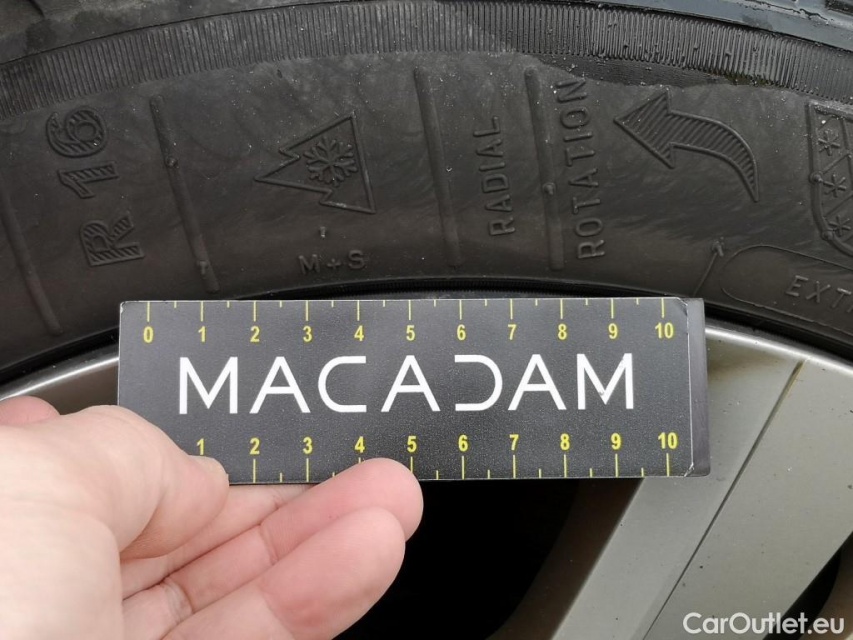 R16
M+S
RADIAL
ROTATION
0 1 2 3 4 5 6 7 8 9 10
MACADAM
1 2 3 4 5 6 7 8 9 10
CarOutlet.eu